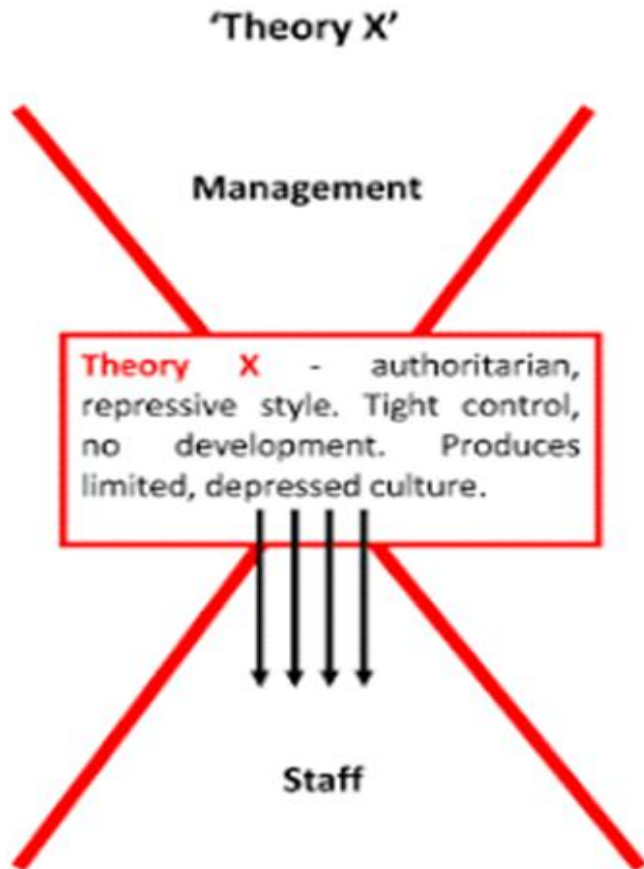 ‘Theory X’
Management
Theory X - authoritarian,
repressive style. Tight control,
no development. Produces
limited, depressed culture.
Staff